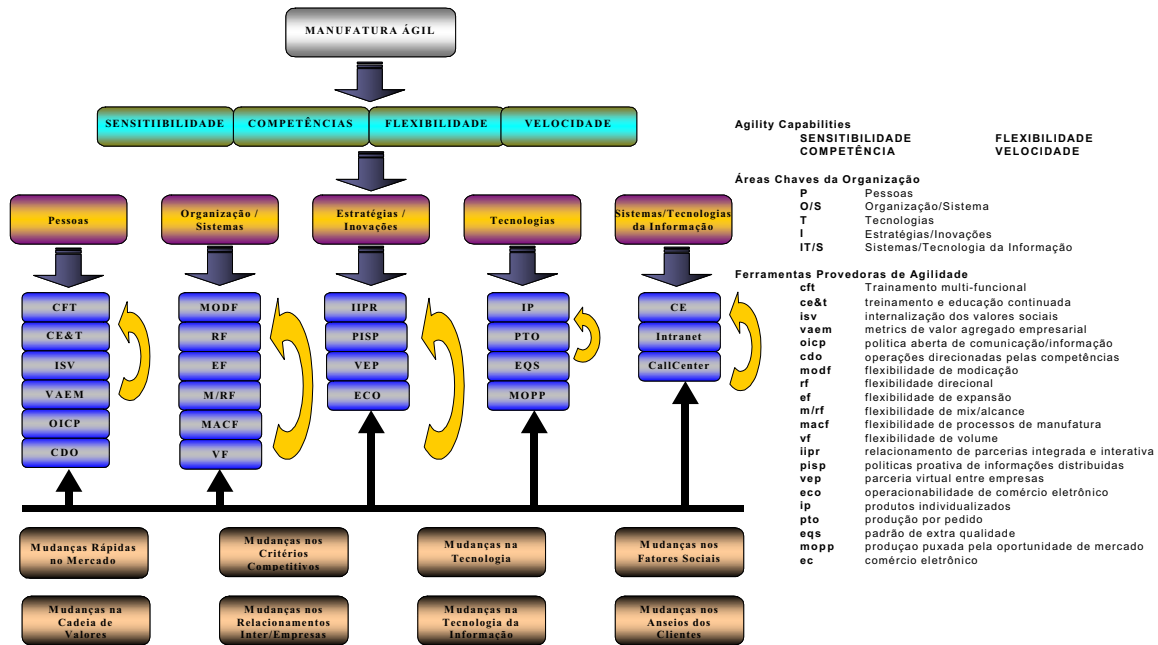 MANUFATURA ÁGIL
SENSITIIBILIDADE
COMPETÊNCIAS
FLEXIBILIDADE
VELOCIDADE
Pessoas
Organização /
Sistemas
Estratégias /
Inovações
Tecnologias
Sistemas/Tecnologias
da Informação
CFT
CE&T
ISV
VAEM
OICP
CDO
MODF
RF
EF
M/RF
MACF
VF
IIPR
PISP
VEP
ECO
IP
PTO
EQS
MOPP
CE
Intranet
CallCenter
Mudanças Rápidas
no Mercado
Mudanças nos
Critérios
Competitivos
Mudanças na
Tecnologia
Mudanças nos
Fatores Sociais
Mudanças na
Cadeia de
Valores
Mudanças nos
Relacionamentos
Inter/Empresas
Mudanças na
Tecnologia da
Informação
Mudanças nos
Anseios dos
Clientes
Agility Capabilities
SENSITIBILIDADE FLEXIBILIDADE
COMPETÊNCIA VELOCIDADE
Áreas Chaves da Organização
P Pessoas
O/S Organização/Sistema
T Tecnologias
I Estratégias/Inovações
IT/S Sistemas/Tecnologia da Informação
Ferramentas Provedoras de Agilidade
cft Trainamento multi-funcional
ce&t treinamento e educação continuada
isv internalização dos valores sociais
vaem metrics de valor agregado empresarial
oicp politica aberta de comunicação/informação
cdo operações direcionadas pelas competências
modf flexibilidade de modicação
rf flexibilidade direcional
ef flexibilidade de expansão
m/rf flexibilidade de mix/alcance
macf flexibilidade de processos de manufatura
vf flexibilidade de volume
iipr relacionamento de parcerias integrada e interativa
pisp politicas proativa de informações distribuidas
vep parceria virtual entre empresas
eco operacionabilidade de comércio eletrônico
ip produtos individualizados
pto produção por pedido
eqs padrão de extra qualidade
mopp produçao puxada pela oportunidade de mercado
ec comércio eletrônico